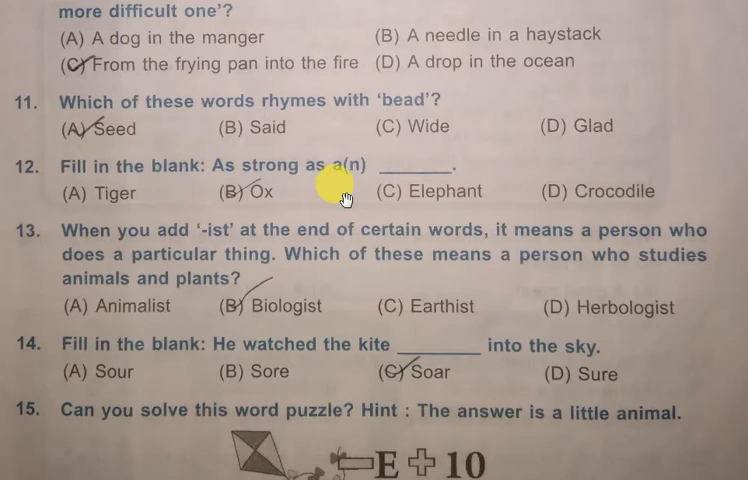 more difficult one'?
(A) A dog in the manger (B) A needle in a haystack
(C) From the frying pan into the fire (D) A drop in the ocean
11. Which of these words rhymes with ‘bead’?
(A) Seed (B) Said (C) Wide (D) Glad
12. Fill in the blank: As strong as a(n) _______.
(A) Tiger (B) Ox (C) Elephant (D) Crocodile
13. When you add ‘-ist’ at the end of certain words, it means a person who
does a particular thing. Which of these means a person who studies
animals and plants?
(A) Animalist (B) Biologist (C) Earthist (D) Herbologist
14. Fill in the blank: He watched the kite ________ into the sky.
(A) Sour (B) Sore (C) Soar (D) Sure
15. Can you solve this word puzzle? Hint : The answer is a little animal.
E + 10